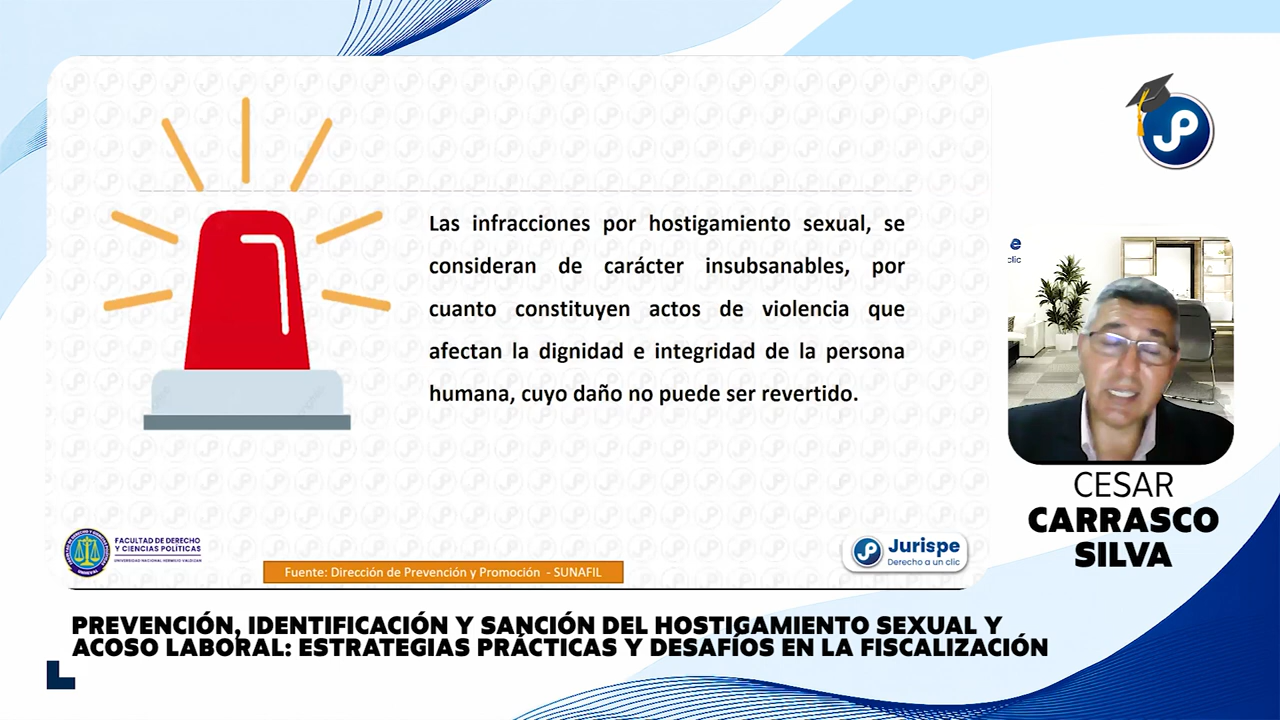 Las infracciones por hostigamiento sexual, se
consideran de carácter insubsanables, por
cuanto constituyen actos de violencia que
afectan la dignidad e integridad de la persona
humana, cuyo daño no puede ser revertido.
FACULTAD DE DERECHO
Y CIENCIAS POLÍTICAS
UNIVERSIDAD NACIONAL HERMILIO VALDIZAN
Fuente: Dirección de Prevención y Promoción - SUNAFIL
JP
Jurispe
Derecho a un clic
JP
e
clic
CESAR
CARRASCO
SILVA
PREVENCIÓN, IDENTIFICACIÓN Y SANCIÓN DEL HOSTIGAMIENTO SEXUAL Y
ACOSO LABORAL: ESTRATEGIAS PRÁCTICAS Y DESAFÍOS EN LA FISCALIZACIÓN